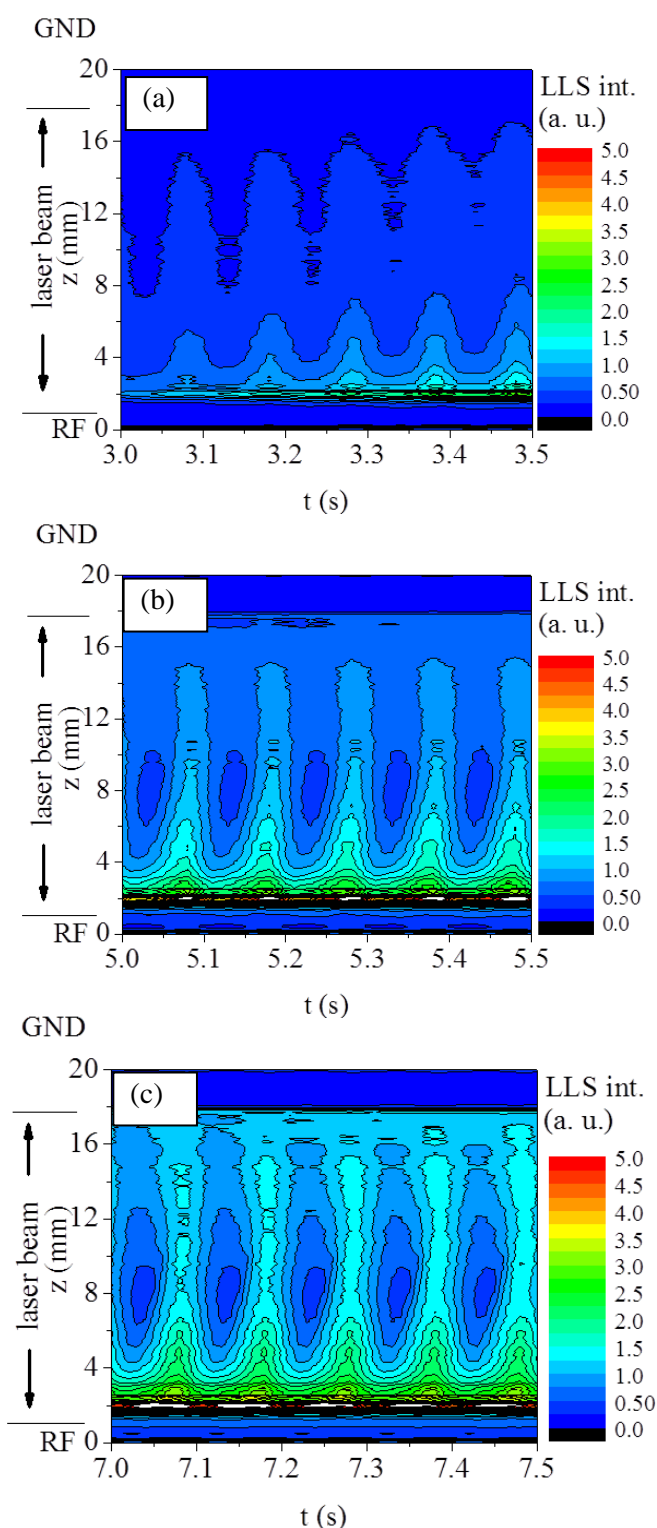 GND
(a)
LLS int.
(a. u.)
20
16
12
8
4
0
laser beam
z (mm)
RF
5.0
4.5
4.0
3.5
3.0
2.5
2.0
1.5
1.0
0.50
0.0
3.0 3.1 3.2 3.3 3.4 3.5
t (s)
GND
(b)
LLS int.
(a. u.)
20
16
12
8
4
0
laser beam
z (mm)
RF
5.0
4.5
4.0
3.5
3.0
2.5
2.0
1.5
1.0
0.50
0.0
5.0 5.1 5.2 5.3 5.4 5.5
t (s)
GND
(c)
LLS int.
(a. u.)
20
16
12
8
4
0
laser beam
z (mm)
RF
5.0
4.5
4.0
3.5
3.0
2.5
2.0
1.5
1.0
0.50
0.0
7.0 7.1 7.2 7.3 7.4 7.5
t (s)